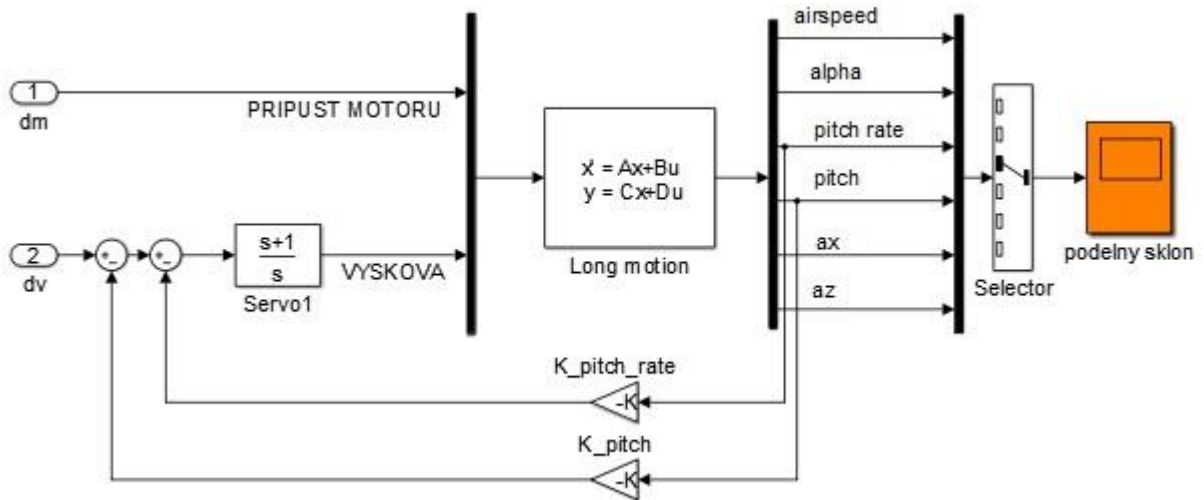 airspeed
1
dm
PRIPUST MOTORU
alpha
pitch rate
pitch
ax
az
x' = Ax+Bu
y = Cx+Du
Long motion
2
dv
+
-
+
-
s+1
s
Servo1
VYSKOVA
Selector
podelny sklon
K_pitch_rate
-K
K_pitch
-K